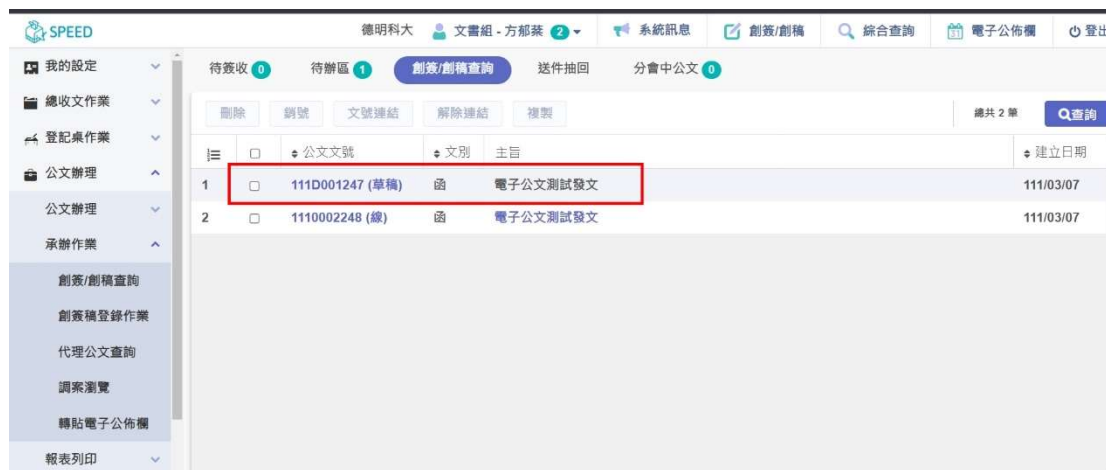 SPEED 德明科大 文書組 - 方郁棻 2 系統訊息 創簽/創稿 綜合查詢 電子公佈欄 登出
我的設定 待簽收 0 待辦區 1 創簽/創稿查詢 送件抽回 分會中公文 0
總收文作業 刪除 銷號 文號連結 解除連結 複製 總共 2 筆 查詢
登記桌作業 公文文號 文別 主旨 建立日期
公文辦理 1 111D001247 (草稿) 函 電子公文測試發文 111/03/07
公文辦理 2 1110002248 (線) 函 電子公文測試發文 111/03/07
承辦作業
創簽/創稿查詢
創簽稿登錄作業
代理公文查詢
調案瀏覽
轉貼電子公佈欄
報表列印